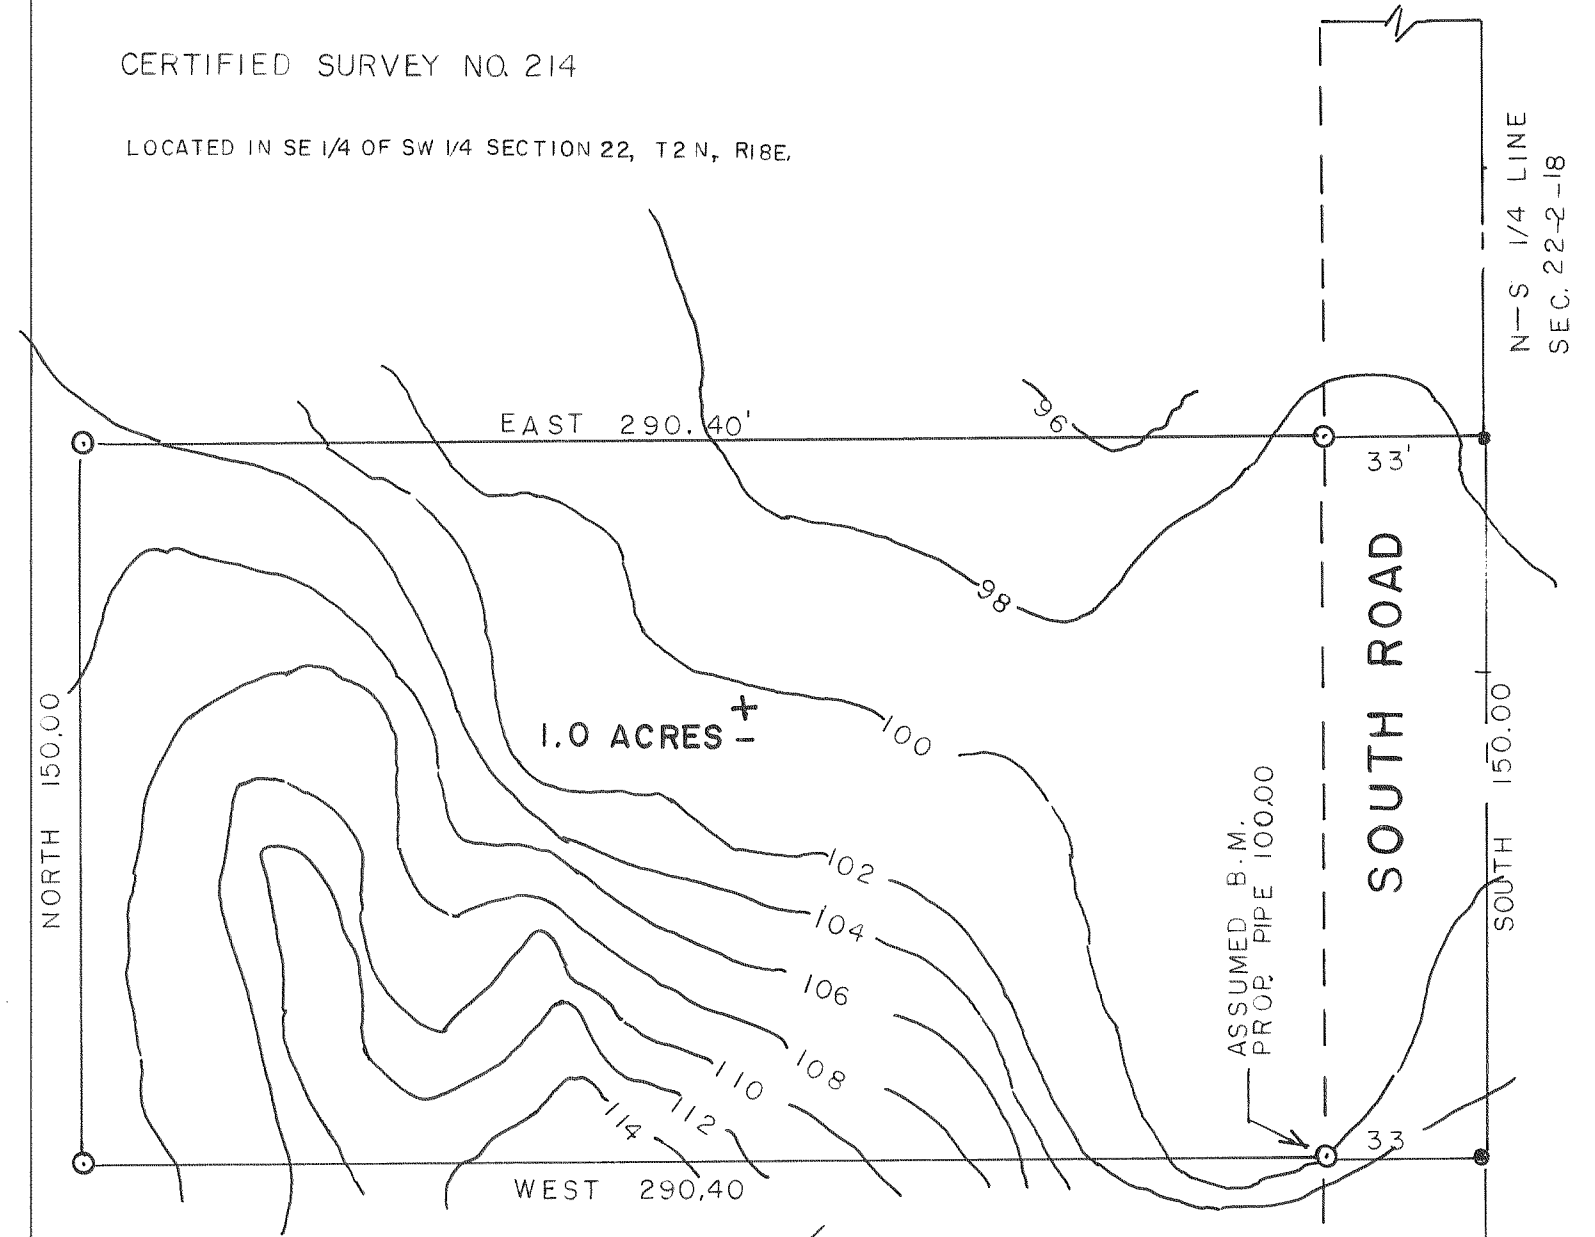 CERTIFIED SURVEY NO. 214
LOCATED IN SE 1/4 OF SW 1/4 SECTION 22, T2N, R18E.
N—S 1/4 LINE
SEC. 22-2-18
EAST 290.40'
96
33'
98
SOUTH ROAD
NORTH 150.00
1.0 ACRES ±
100
SOUTH 150.00
ASSUMED B.M.
PROP. PIPE 100.00
102
104
106
108
110
112
114
33
WEST 290.40